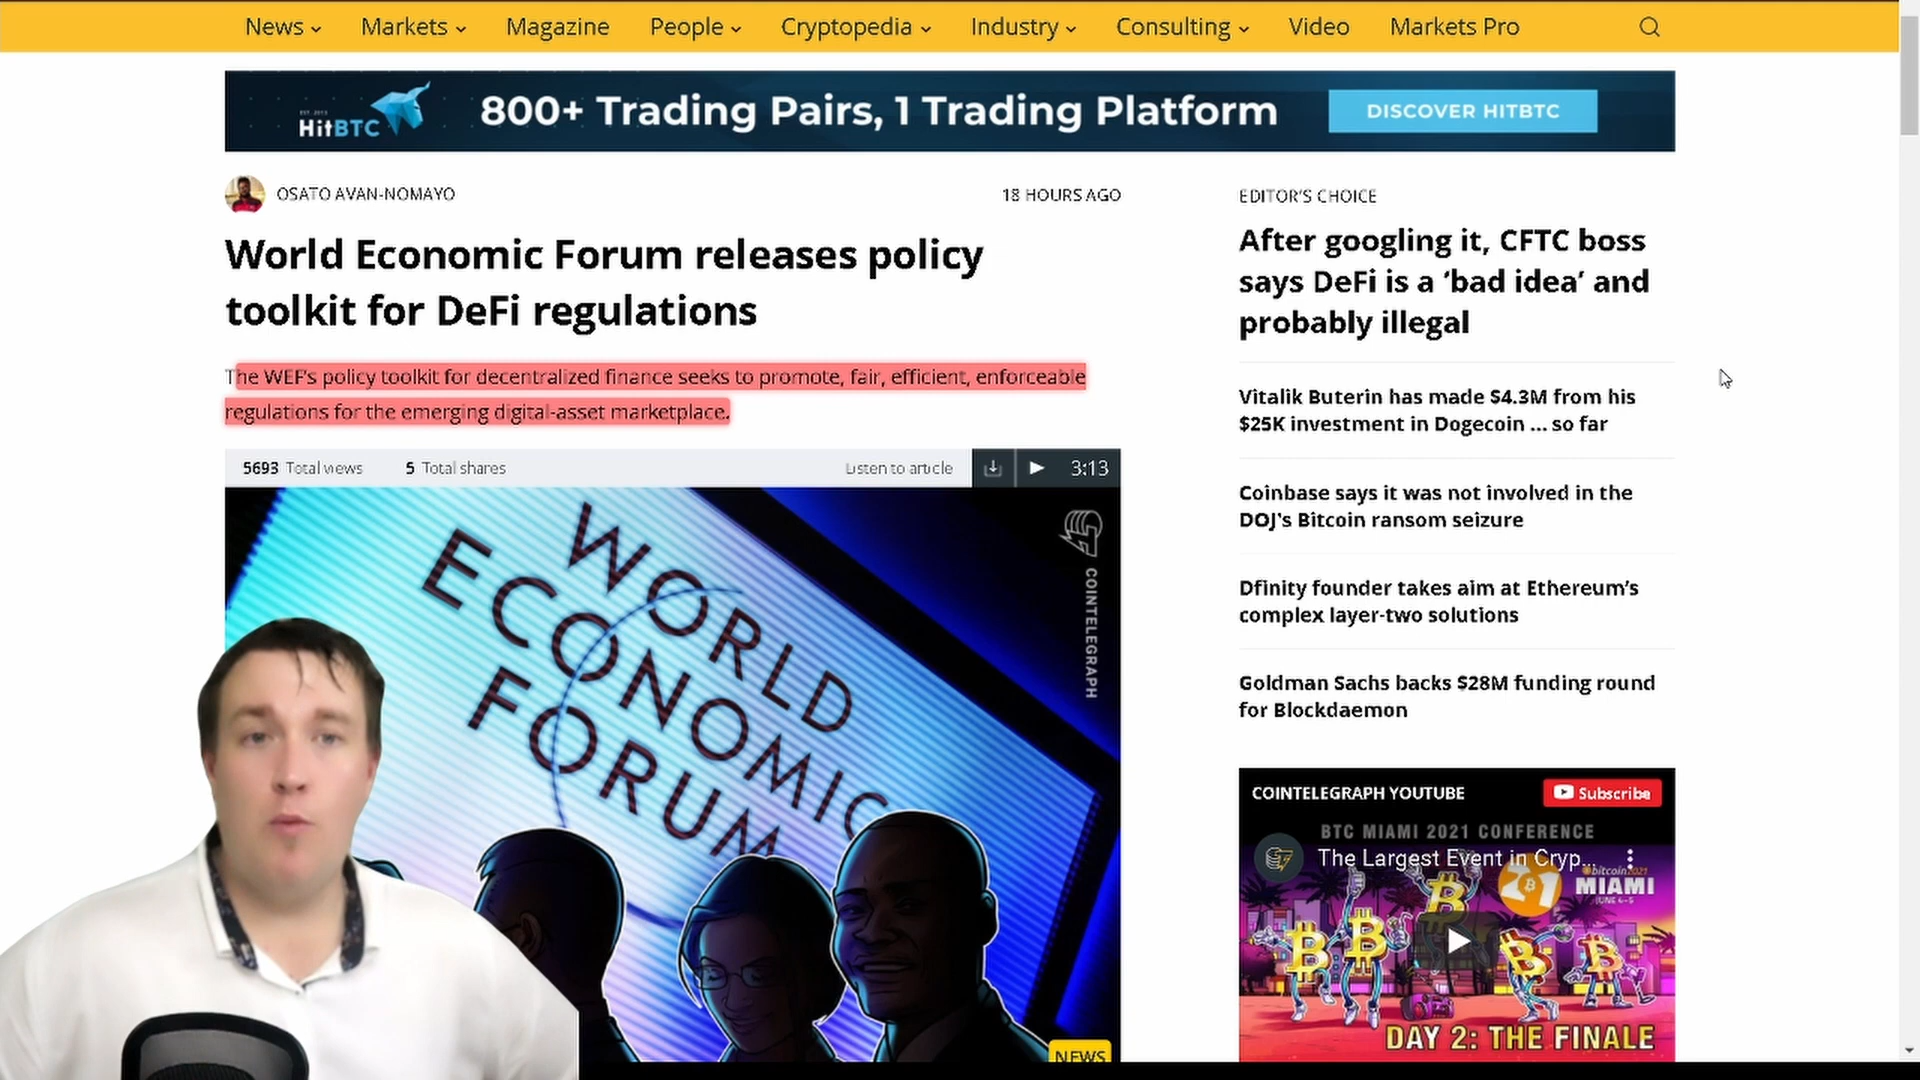 News Markets Magazine People Cryptopedia Industry Consulting Video Markets Pro
HitBTC 800+ Trading Pairs, 1 Trading Platform DISCOVER HITBTC
OSATO AVAN-NOMAYO 18 HOURS AGO
World Economic Forum releases policy
toolkit for DeFi regulations
The WEF's policy toolkit for decentralized finance seeks to promote, fair, efficient, enforceable
regulations for the emerging digital-asset marketplace.
5693 Total views 5 Total shares Listen to article 3:13
WORLD
ECONOMIC
FORUM
COINTELEGRAPH
NEWS
EDITOR'S CHOICE
After googling it, CFTC boss
says DeFi is a ‘bad idea’ and
probably illegal
Vitalik Buterin has made $4.3M from his
$25K investment in Dogecoin ... so far
Coinbase says it was not involved in the
DOJ's Bitcoin ransom seizure
Dfinity founder takes aim at Ethereum’s
complex layer-two solutions
Goldman Sachs backs $28M funding round
for Blockdaemon
COINTELEGRAPH YOUTUBE Subscribe
BTC MIAMI 2021 CONFERENCE
The Largest Event in Cryp...
bitcoin2021
21
MIAMI
JUNE 4-5
DAY 2: THE FINALE